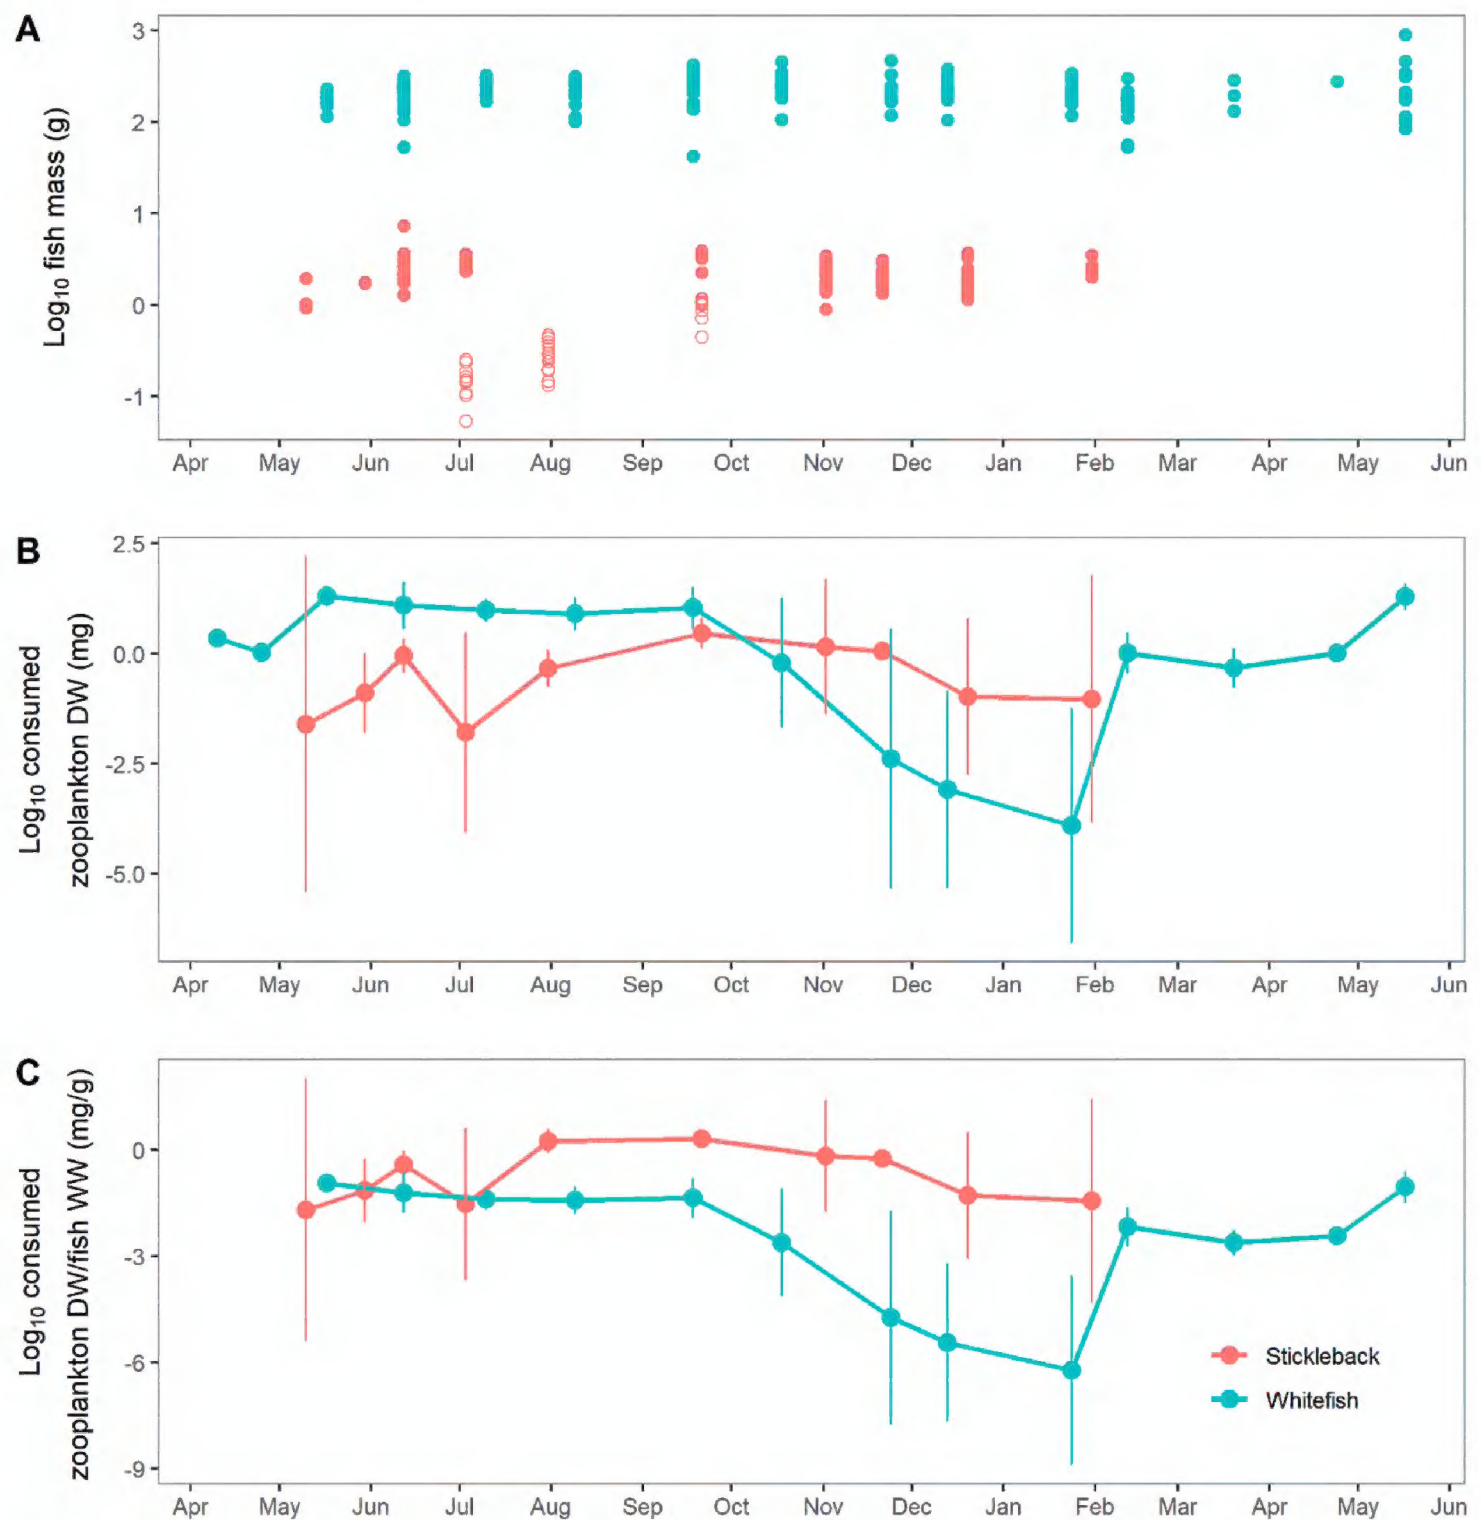 A
Log10 fish mass (g)
3
2
1
0
-1
Apr May Jun Jul Aug Sep Oct Nov Dec Jan Feb Mar Apr May Jun
B
Log10 consumed
zooplankton DW (mg)
2.5
0.0
-2.5
-5.0
Apr May Jun Jul Aug Sep Oct Nov Dec Jan Feb Mar Apr May Jun
C
Log10 consumed
zooplankton DW/fish WW (mg/g)
0
-3
-6
-9
Stickleback
Whitefish
Apr May Jun Jul Aug Sep Oct Nov Dec Jan Feb Mar Apr May Jun